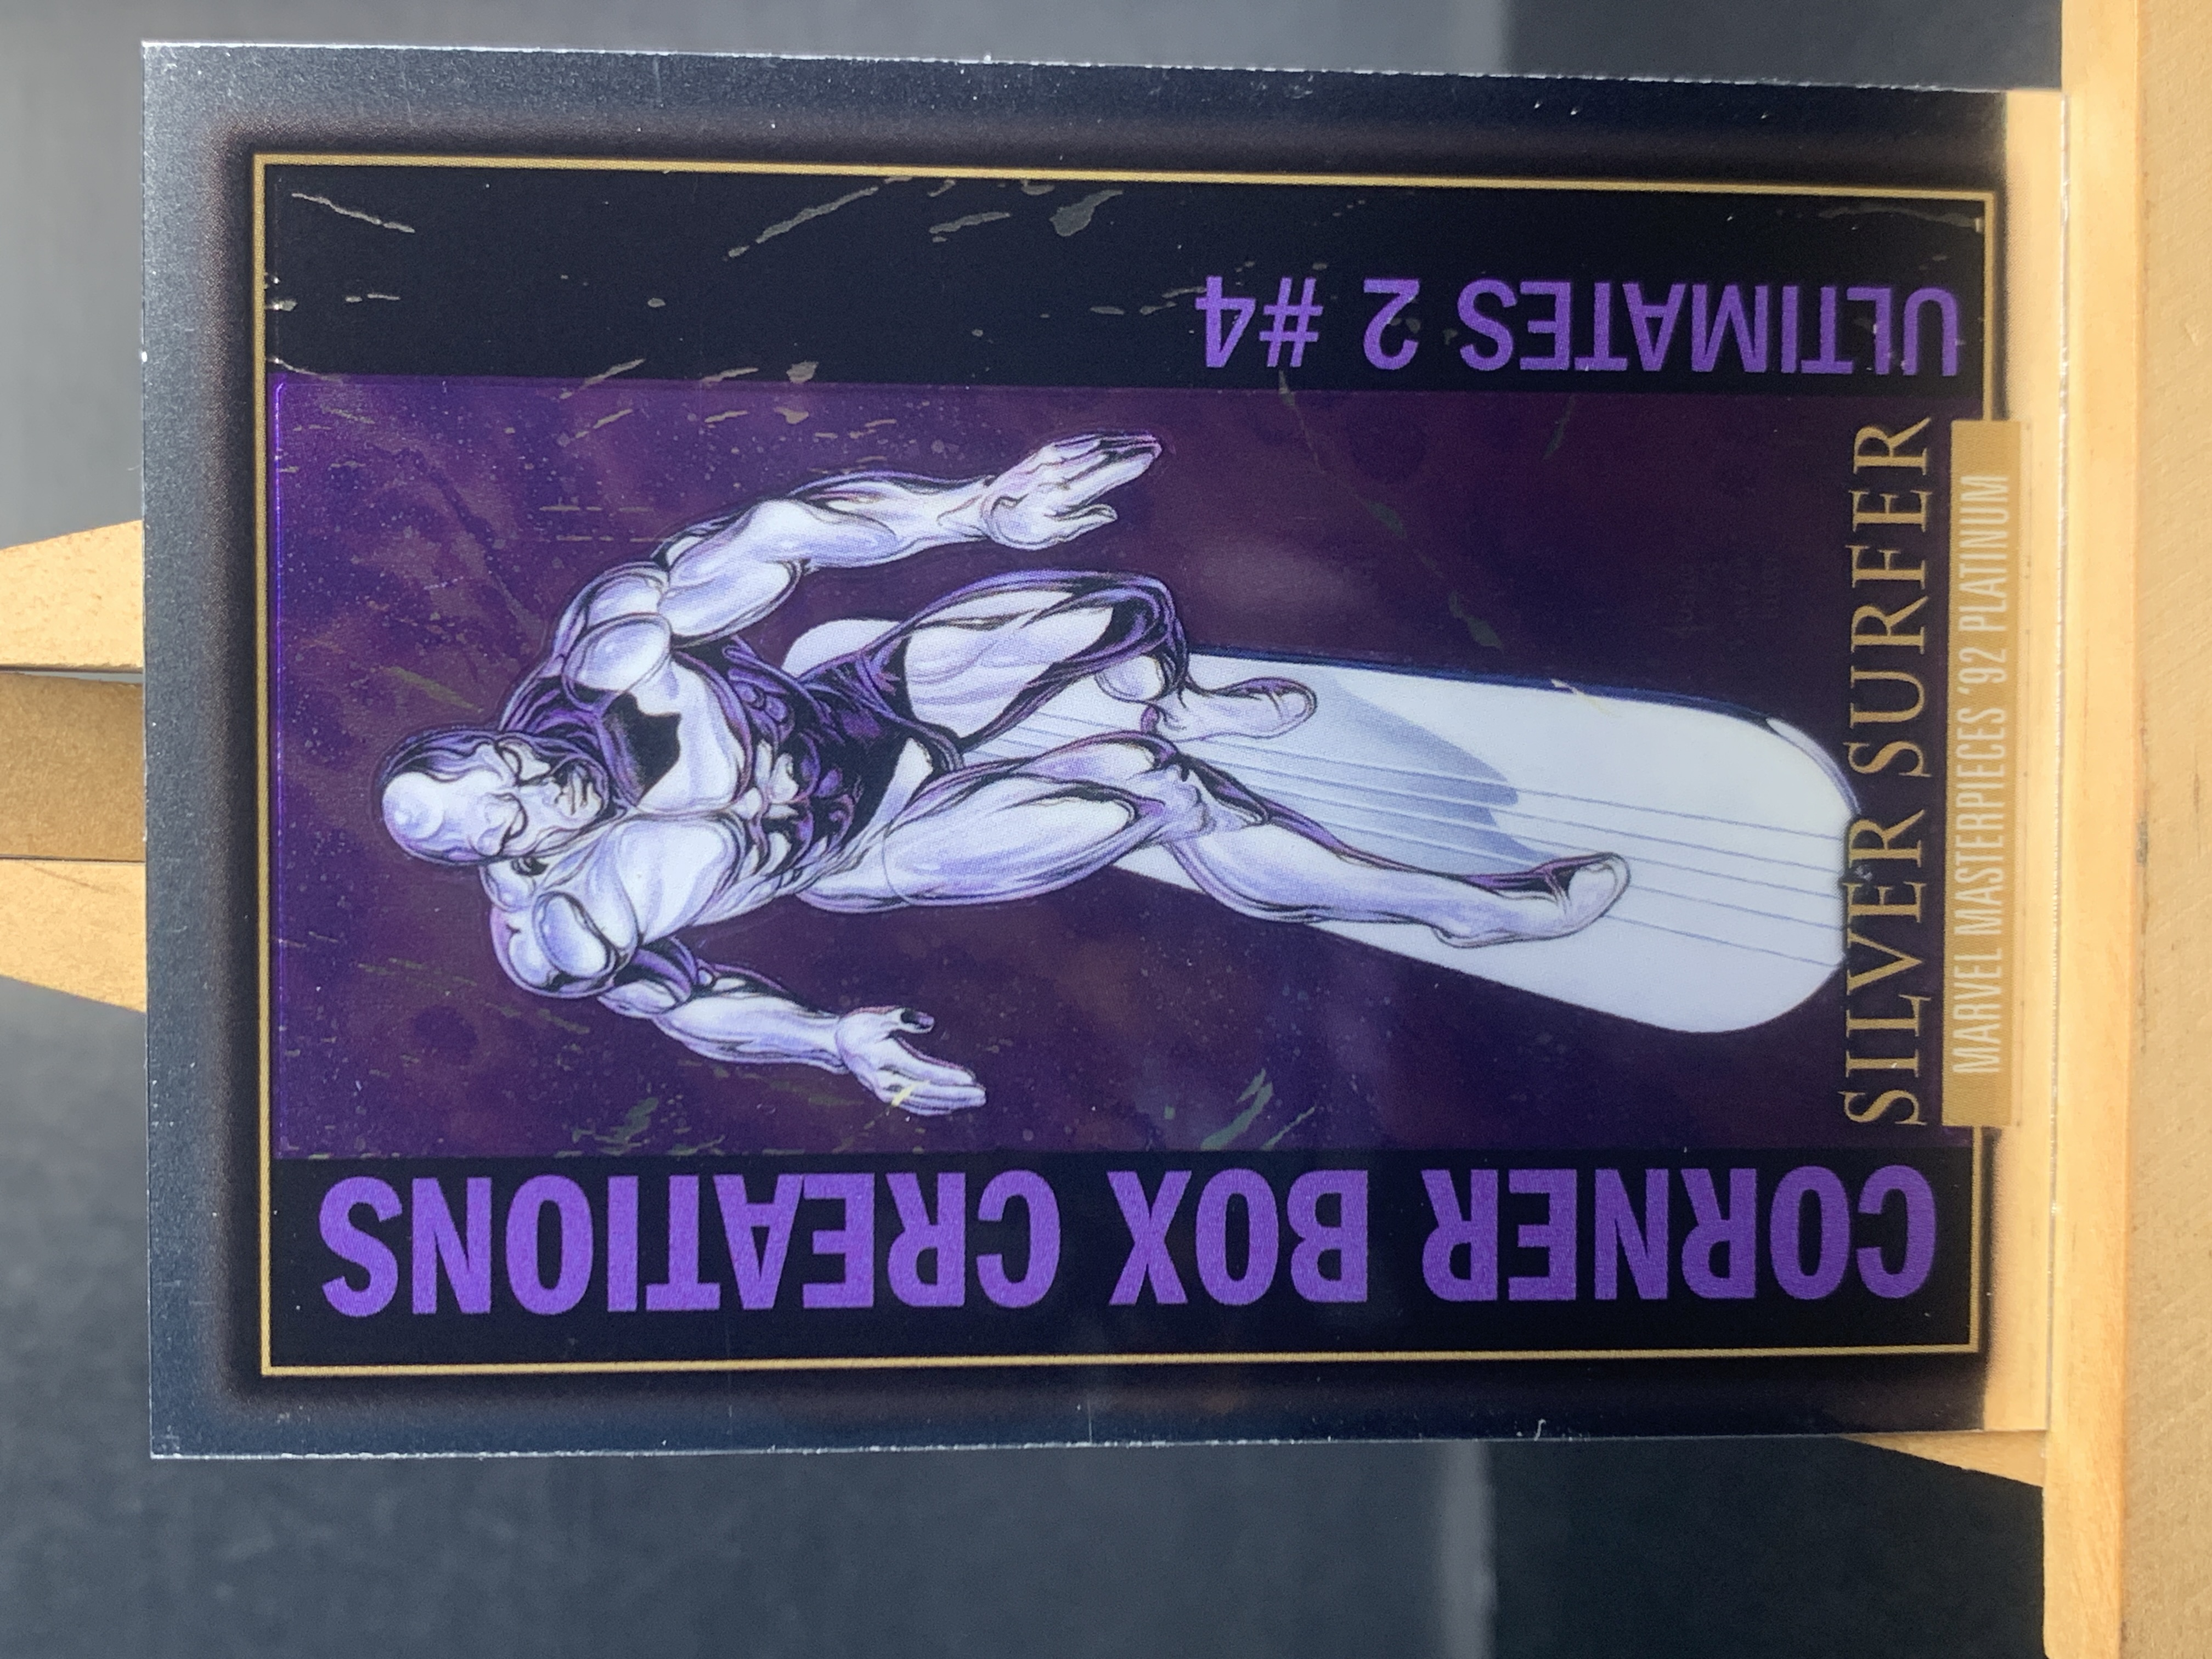 CORNER BOX CREATIONS
ULTIMATES 2 #4
SILVER SURFER
MARVEL MASTERPIECES '92 PLATINUM